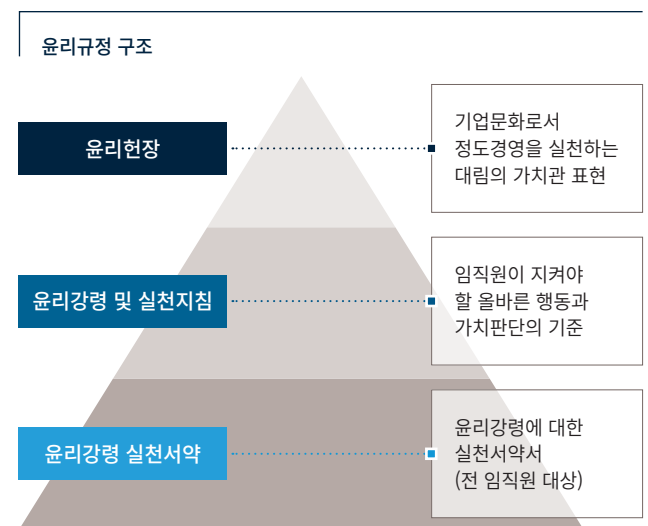 윤리규정 구조
윤리헌장
기업문화로서
정도경영을 실천하는
대림의 가치관 표현
윤리강령 및 실천지침
임직원이 지켜야
할 올바른 행동과
가치판단의 기준
윤리강령 실천서약
윤리강령에 대한
실천서약서
(전 임직원 대상)